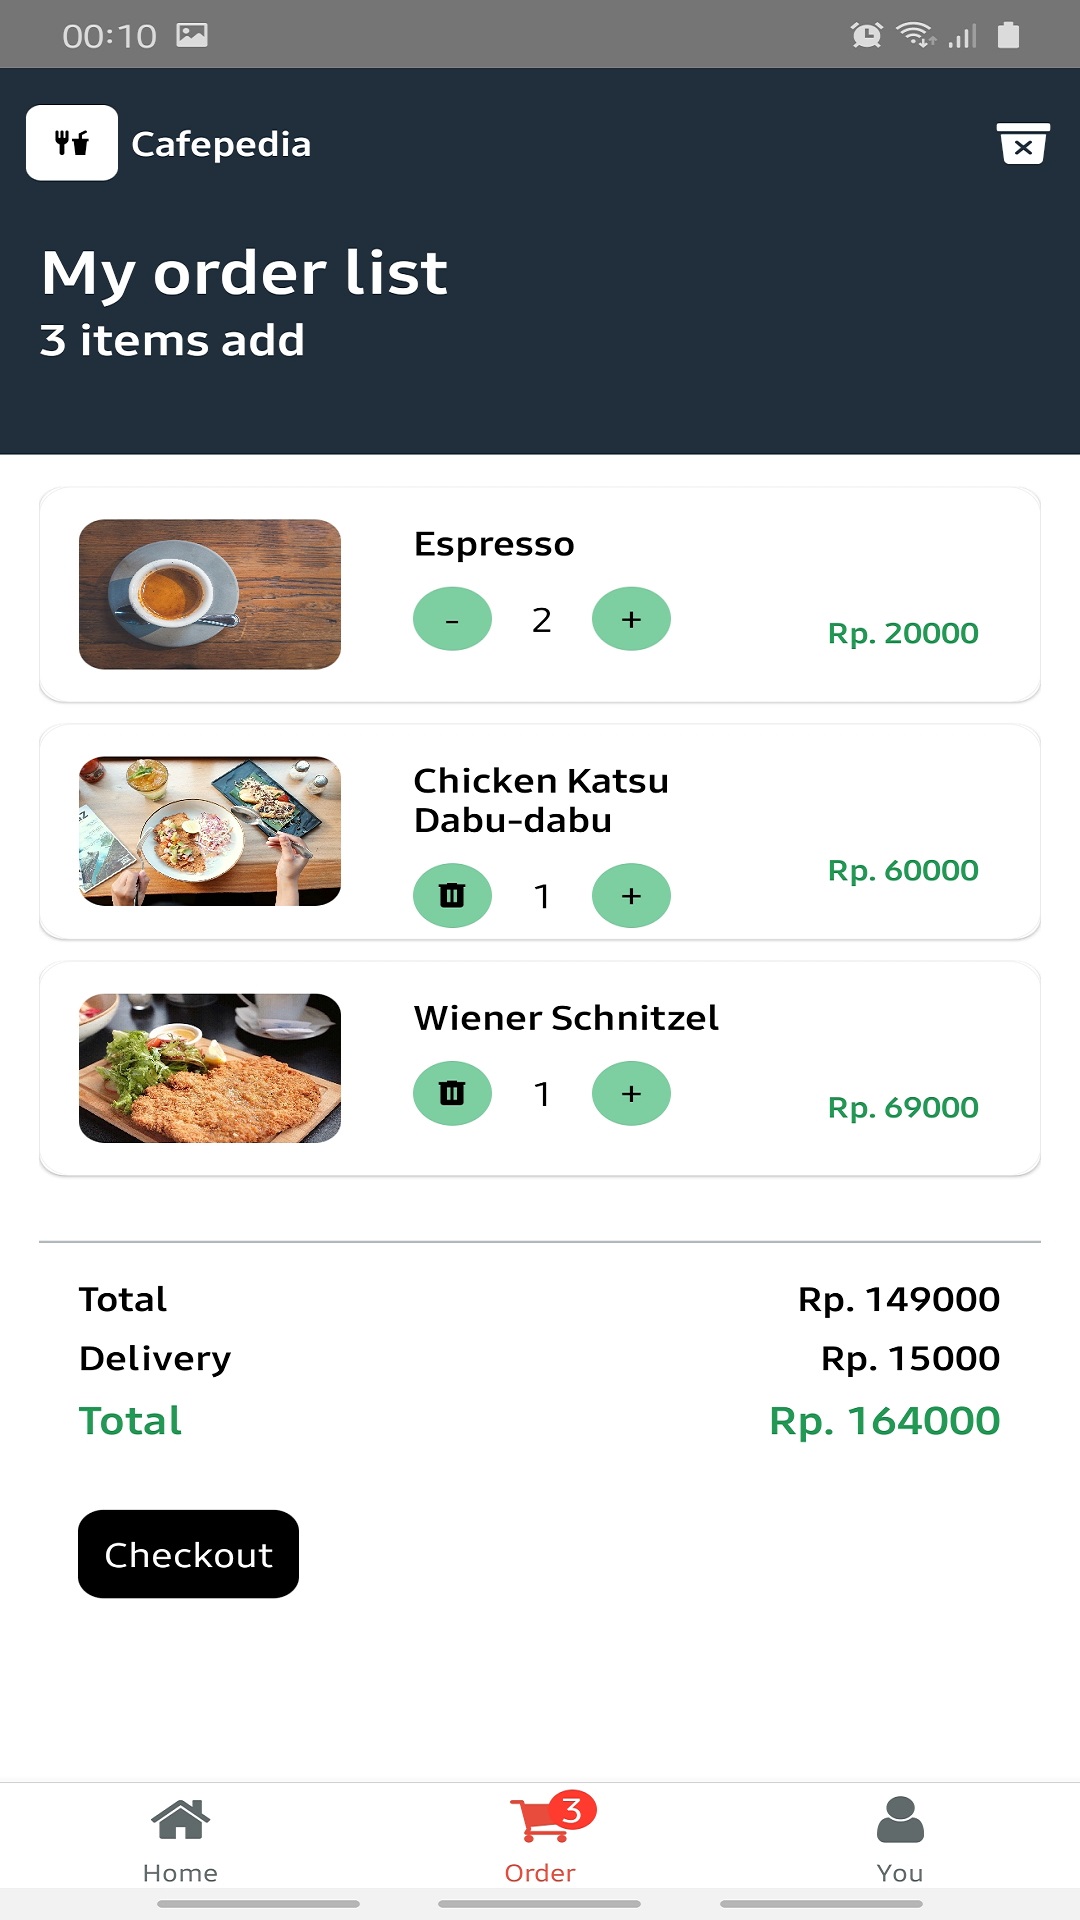 00:10
Cafepedia
My order list
3 items add
Espresso
- 2 +
Rp. 20000
Chicken Katsu
Dabu-dabu
1 +
Rp. 60000
Wiener Schnitzel
1 +
Rp. 69000
Total Rp. 149000
Delivery Rp. 15000
Total Rp. 164000
Checkout
3
Home Order You